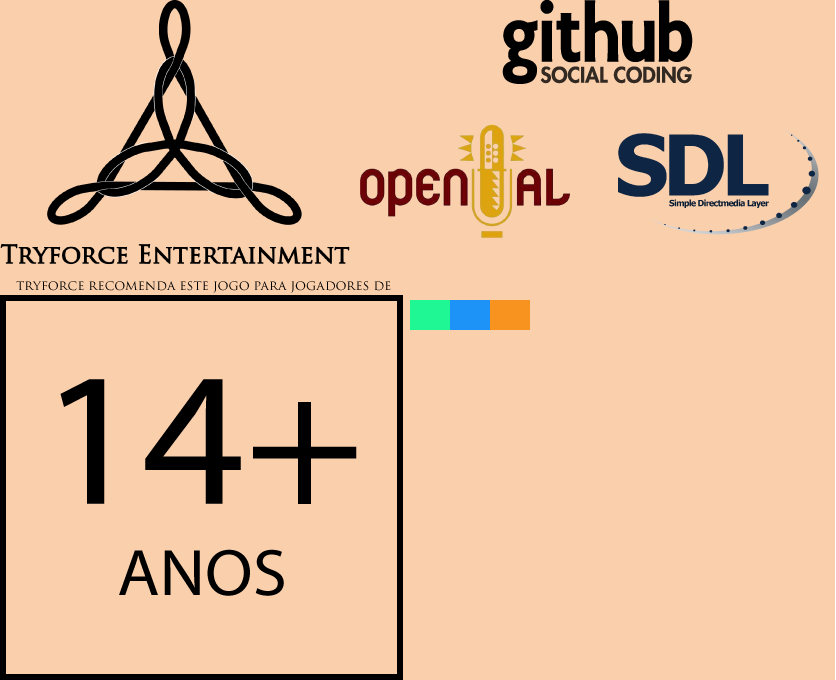 github
SOCIAL CODING
OPEN AL
SDL
Simple Directmedia Layer
TRYFORCE ENTERTAINMENT
TRYFORCE RECOMENDA ESTE JOGO PARA JOGADORES DE
14+
ANOS